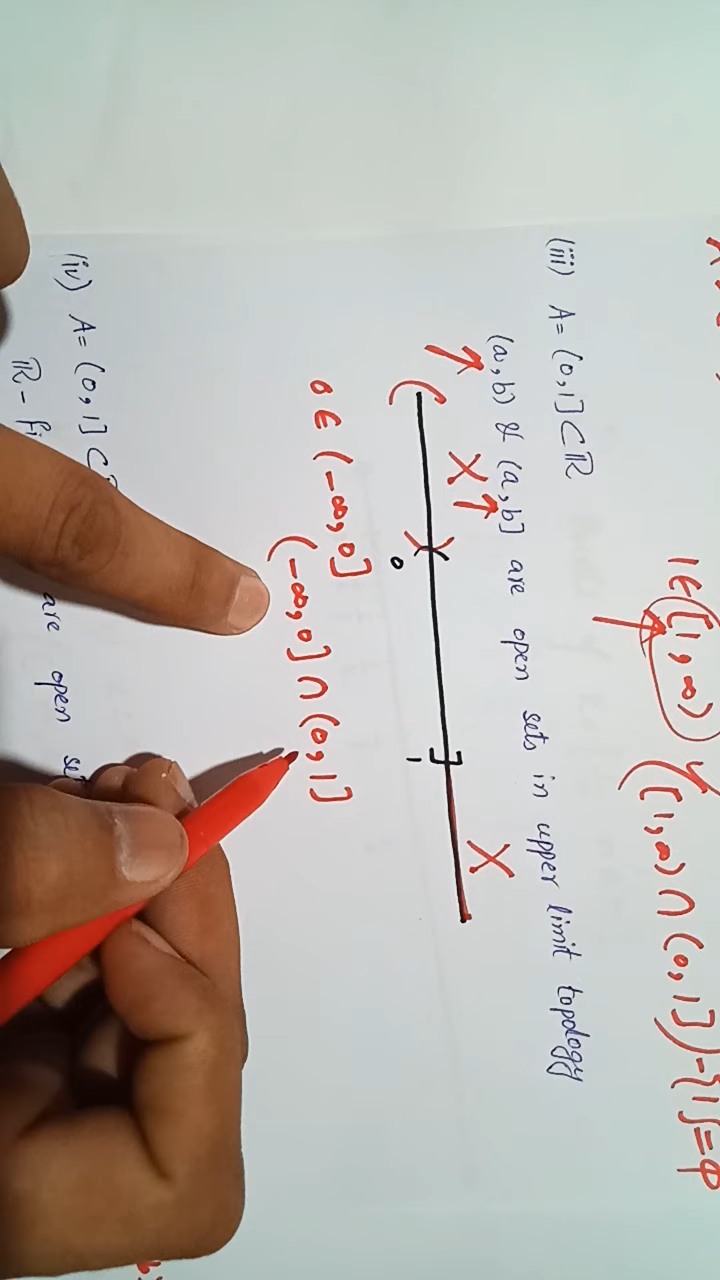 1 ∈ [1, ∞) ([1, ∞) ∩ (0, 1]) - {1} = φ
(iii) A = (0, 1] ⊂ ℝ
(a, b) & (a, b] are open sets in upper limit topology
( X ) X
0 ] 1
0 ∈ (-∞, 0]
(-∞, 0] ∩ (0, 1]
(iv) A = (0, 1] ⊂
ℝ - are open